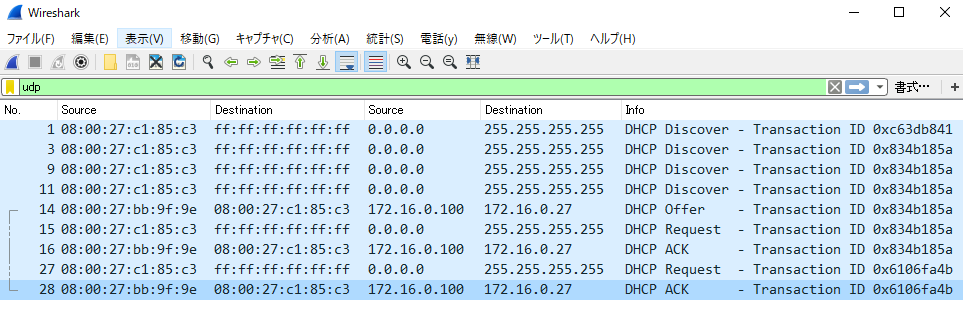 Wireshark
ファイル(F) 編集(E) 表示(V) 移動(G) キャプチャ(C) 分析(A) 統計(S) 電話(y) 無線(W) ツール(T) ヘルプ(H)
udp 書式… +
No. Source Destination Source Destination Info
1 08:00:27:c1:85:c3 ff:ff:ff:ff:ff:ff 0.0.0.0 255.255.255.255 DHCP Discover - Transaction ID 0xc63db841
3 08:00:27:c1:85:c3 ff:ff:ff:ff:ff:ff 0.0.0.0 255.255.255.255 DHCP Discover - Transaction ID 0x834b185a
9 08:00:27:c1:85:c3 ff:ff:ff:ff:ff:ff 0.0.0.0 255.255.255.255 DHCP Discover - Transaction ID 0x834b185a
11 08:00:27:c1:85:c3 ff:ff:ff:ff:ff:ff 0.0.0.0 255.255.255.255 DHCP Discover - Transaction ID 0x834b185a
14 08:00:27:bb:9f:9e 08:00:27:c1:85:c3 172.16.0.100 172.16.0.27 DHCP Offer - Transaction ID 0x834b185a
15 08:00:27:c1:85:c3 ff:ff:ff:ff:ff:ff 0.0.0.0 255.255.255.255 DHCP Request - Transaction ID 0x834b185a
16 08:00:27:bb:9f:9e 08:00:27:c1:85:c3 172.16.0.100 172.16.0.27 DHCP ACK - Transaction ID 0x834b185a
27 08:00:27:c1:85:c3 ff:ff:ff:ff:ff:ff 0.0.0.0 255.255.255.255 DHCP Request - Transaction ID 0x6106fa4b
28 08:00:27:bb:9f:9e 08:00:27:c1:85:c3 172.16.0.100 172.16.0.27 DHCP ACK - Transaction ID 0x6106fa4b